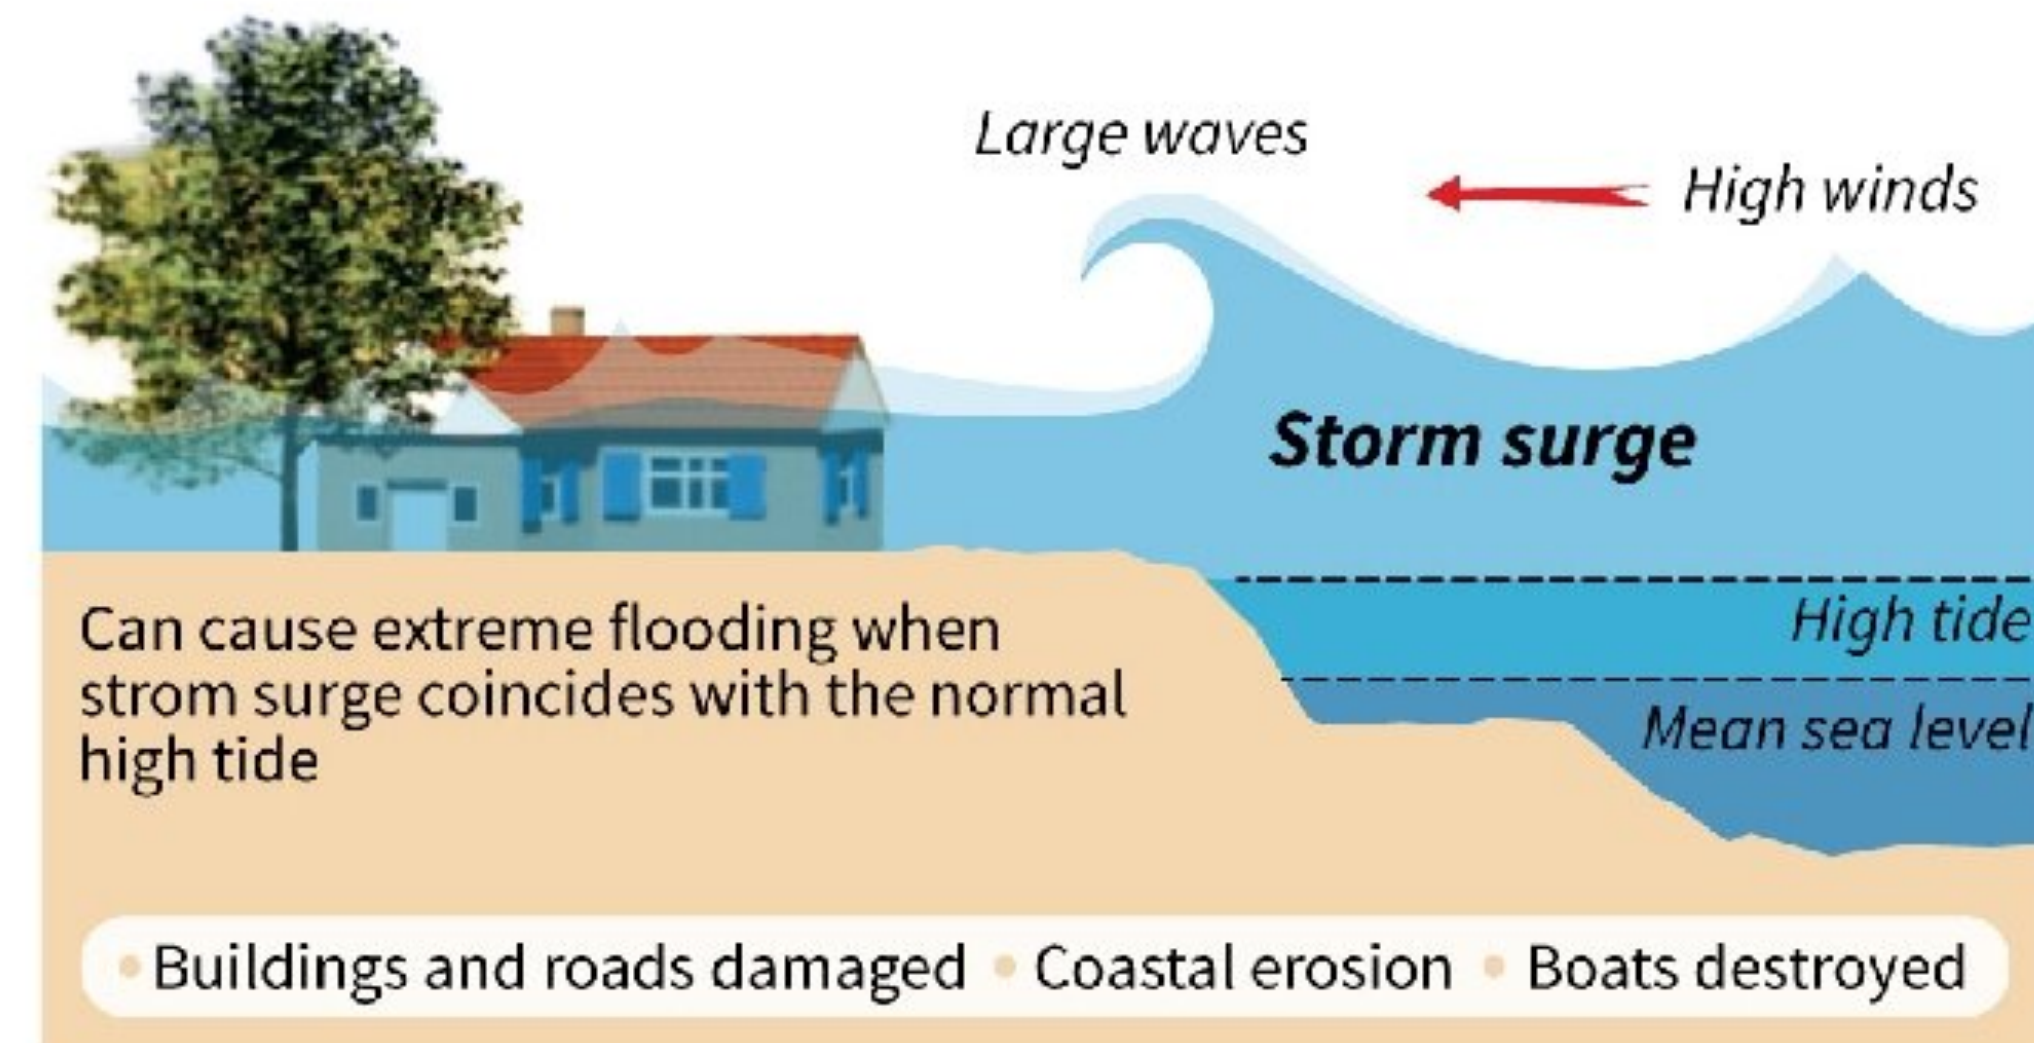 Large waves
High winds
Storm surge
High tide
Mean sea level
Can cause extreme flooding when
strom surge coincides with the normal
high tide
• Buildings and roads damaged • Coastal erosion • Boats destroyed